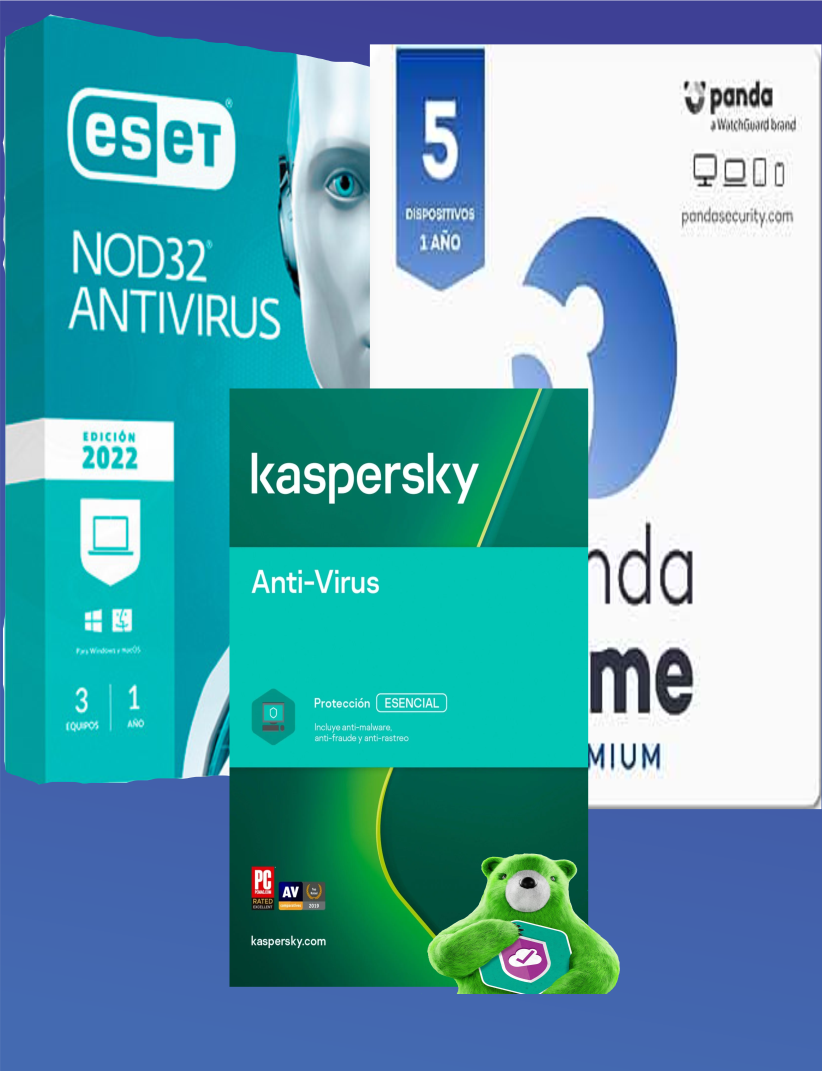 eset®
NOD32®
ANTIVIRUS
EDICIÓN
2022
Para Windows y macOS
3
EQUIPOS
1
AÑO
5
DISPOSITIVOS
1 AÑO
panda
a WatchGuard brand
pandasecurity.com
nda
me
MIUM
kaspersky
Anti-Virus
Protección ESENCIAL
Incluye anti-malware,
anti-fraude y anti-rastreo
PC
RATED
EXCELLENT
AV
2019
kaspersky.com